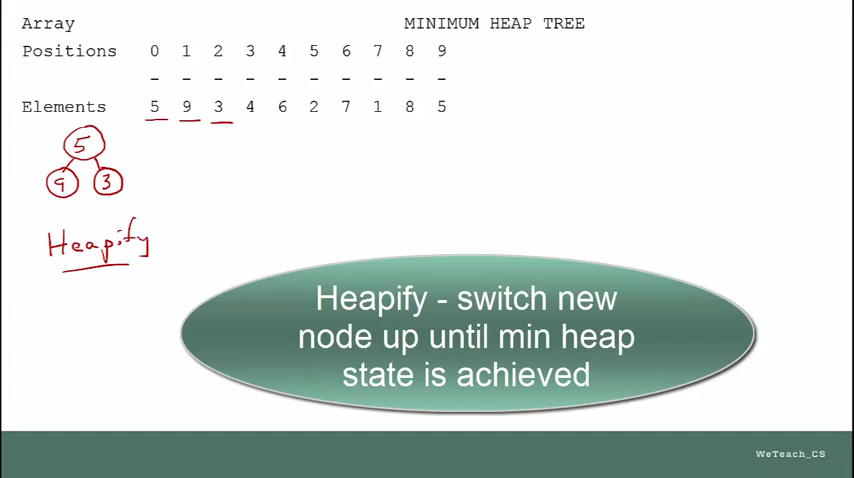 Array MINIMUM HEAP TREE
Positions 0 1 2 3 4 5 6 7 8 9
- - - - - - - - - -
Elements 5 9 3 4 6 2 7 1 8 5
5
9 3
Heapify
Heapify - switch new
node up until min heap
state is achieved
WeTeach_CS